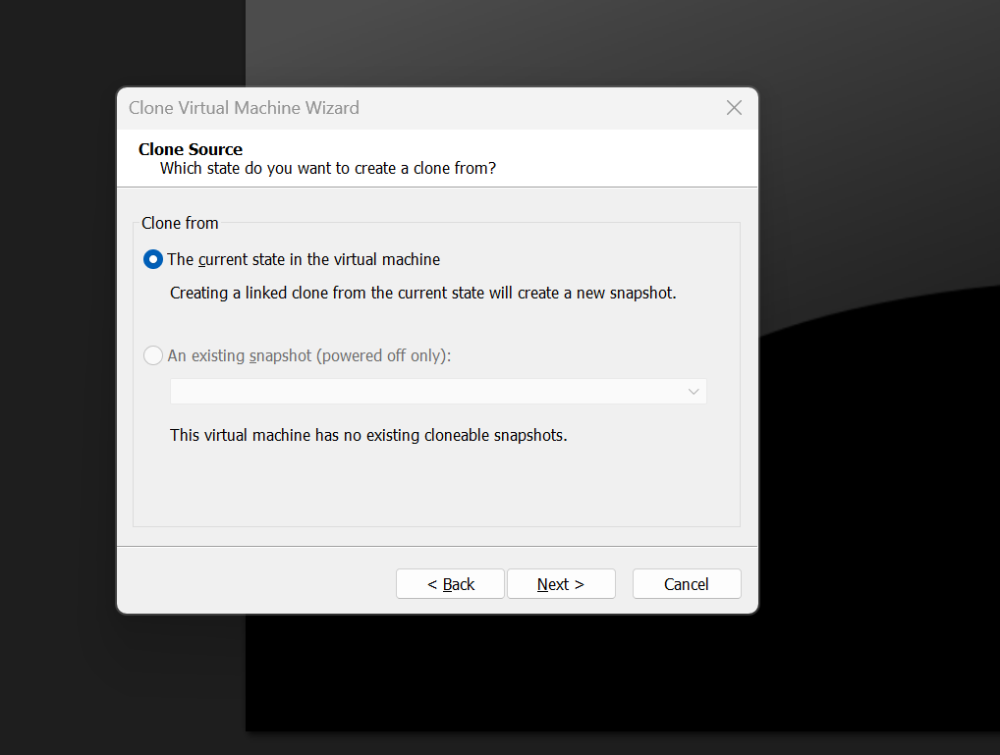 Clone Virtual Machine Wizard
Clone Source
Which state do you want to create a clone from?
Clone from
The current state in the virtual machine
Creating a linked clone from the current state will create a new snapshot.
An existing snapshot (powered off only):
This virtual machine has no existing cloneable snapshots.
< Back Next > Cancel